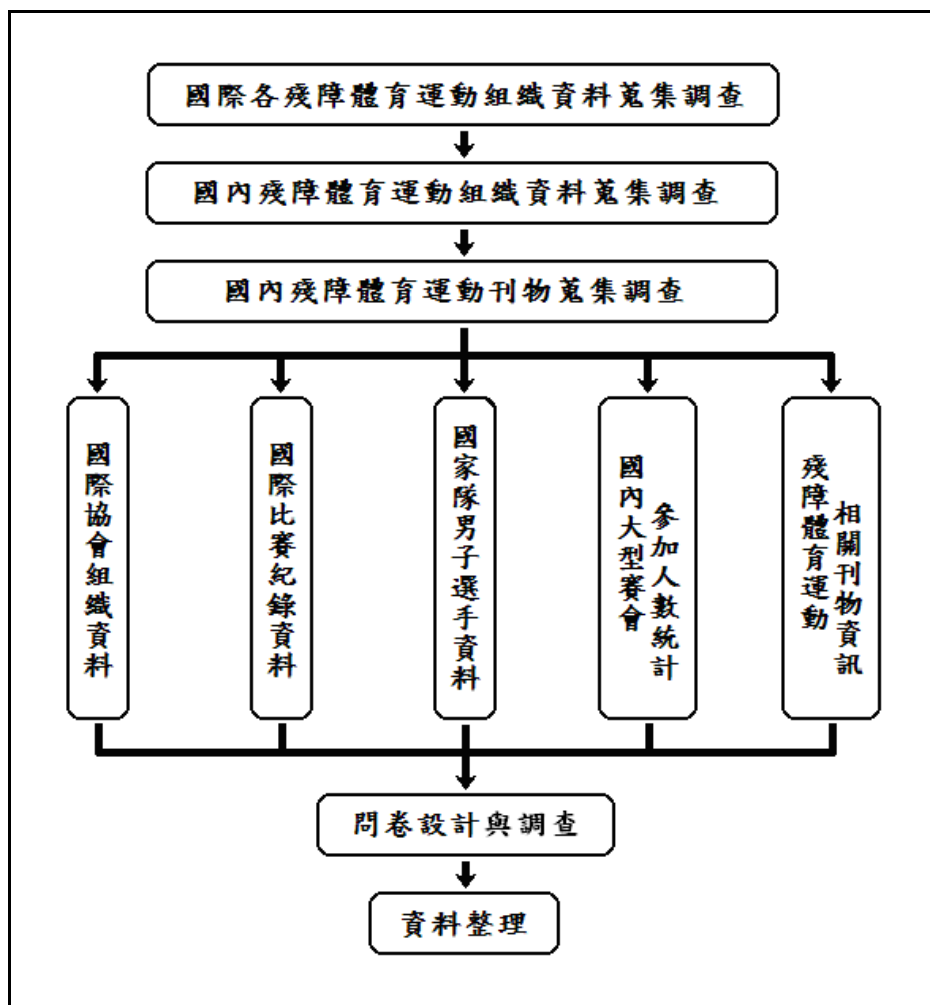 國際各殘障體育運動組織資料蒐集調查
國內殘障體育運動組織資料蒐集調查
國內殘障體育運動刊物蒐集調查
國際協會組織資料
國際比賽紀錄資料
國家隊男子選手資料
國內大型賽會
參加人數統計
殘障體育運動
相關刊物資訊
問卷設計與調查
資料整理